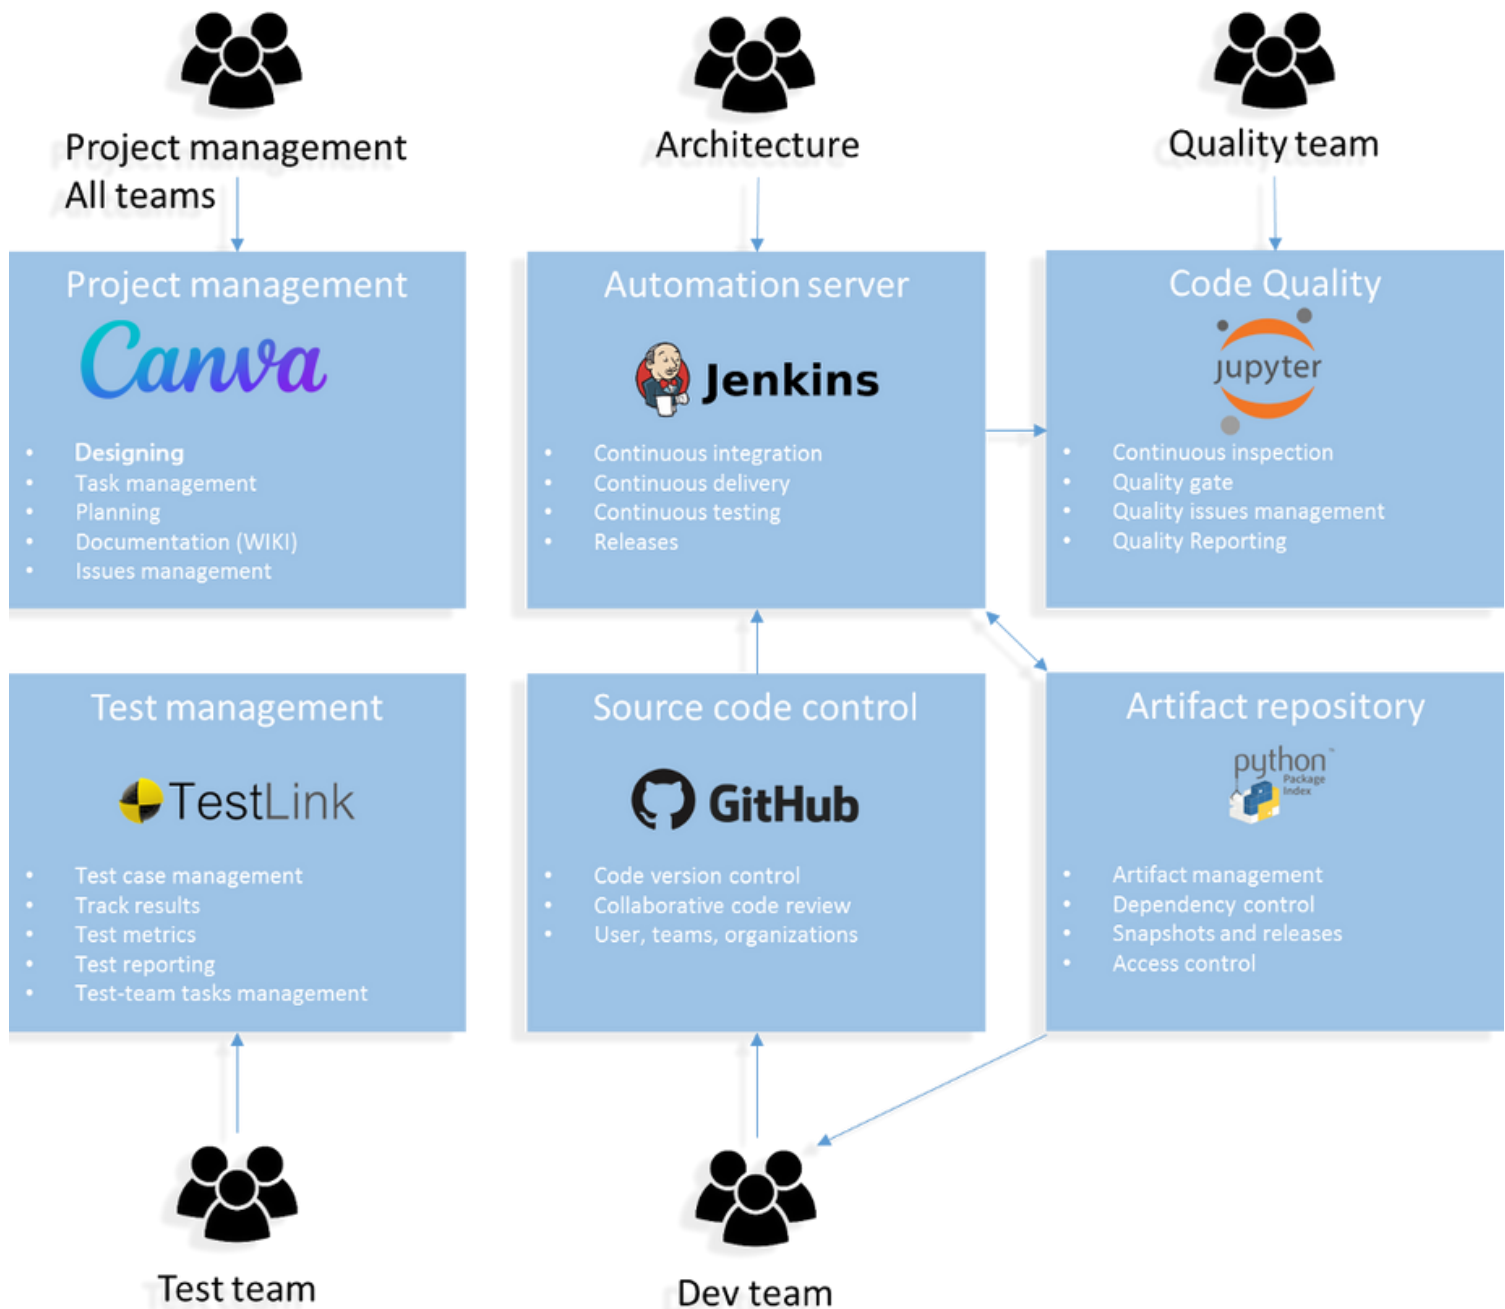 Project management
All teams
Architecture
Quality team
Project management
Canva
• Designing
• Task management
• Planning
• Documentation (WIKI)
• Issues management
Automation server
Jenkins
• Continuous integration
• Continuous delivery
• Continuous testing
• Releases
Code Quality
jupyter
• Continuous inspection
• Quality gate
• Quality issues management
• Quality Reporting
Test management
TestLink
• Test case management
• Track results
• Test metrics
• Test reporting
• Test-team tasks management
Source code control
GitHub
• Code version control
• Collaborative code review
• User, teams, organizations
Artifact repository
python™
Package
Index
• Artifact management
• Dependency control
• Snapshots and releases
• Access control
Test team
Dev team